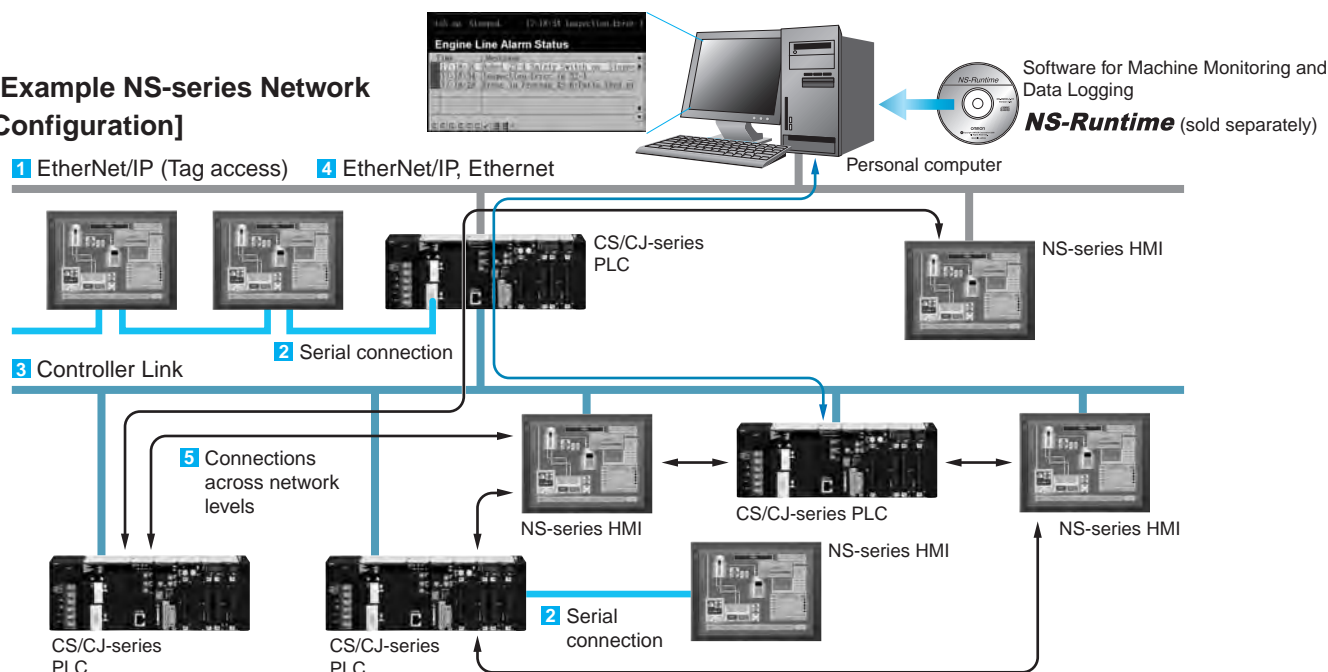 Engine Line Alarm Status
Example NS-series Network
Configuration]
Software for Machine Monitoring and
Data Logging
NS-Runtime (sold separately)
NS-Runtime
Personal computer
1 EtherNet/IP (Tag access)
4 EtherNet/IP, Ethernet
CS/CJ-series
PLC
NS-series HMI
2 Serial connection
3 Controller Link
5 Connections
across network
levels
NS-series HMI
CS/CJ-series PLC
NS-series HMI
NS-series HMI
2 Serial
connection
CS/CJ-series
PLC
CS/CJ-series
PLC